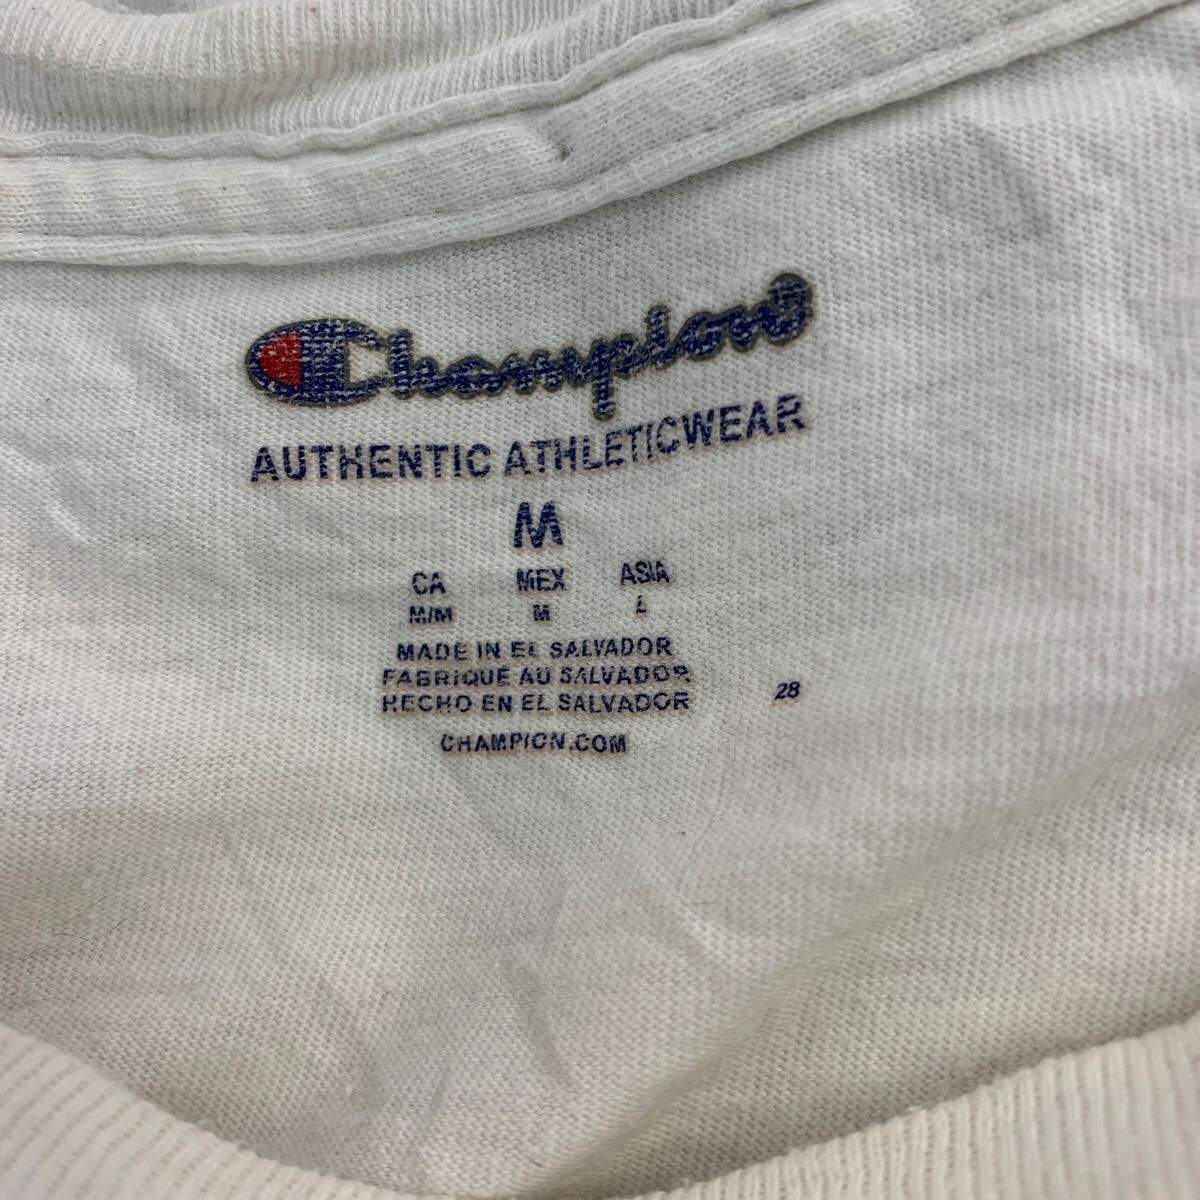 Champion®
AUTHENTIC ATHLETICWEAR
M
CA MEX ASIA
M/M M L
MADE IN EL SALVADOR
FABRIQUÉ AU SALVADOR
HECHO EN EL SALVADOR
28
CHAMPION.COM